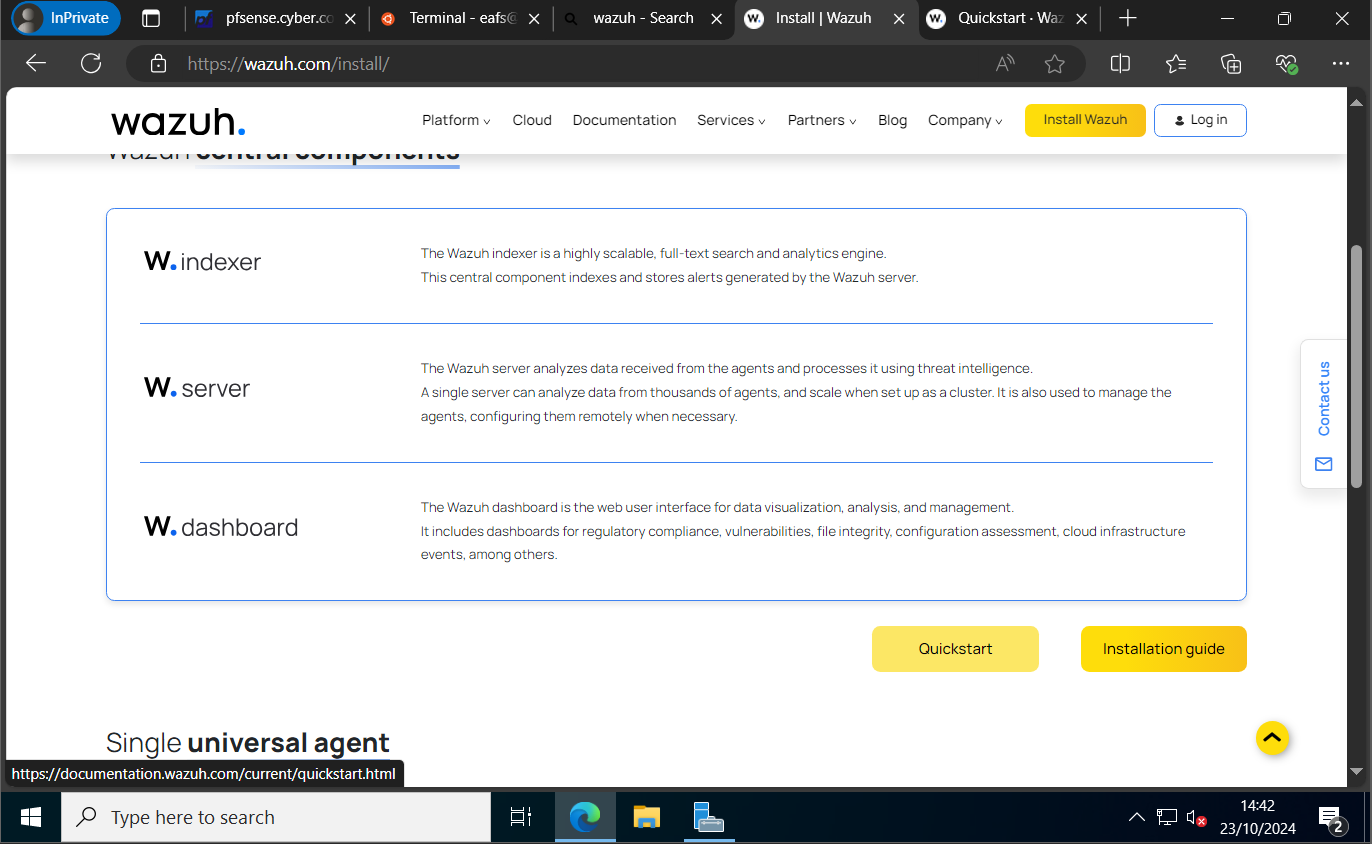 InPrivate
pfsense.cyber.co
Terminal - eafs@
wazuh - Search
Install | Wazuh
Quickstart · Waz
https://wazuh.com/install/
wazuh.
Platform
Cloud
Documentation
Services
Partners
Blog
Company
Install Wazuh
Log in
Wazuh central components
W. indexer
The Wazuh indexer is a highly scalable, full-text search and analytics engine.
This central component indexes and stores alerts generated by the Wazuh server.
W. server
The Wazuh server analyzes data received from the agents and processes it using threat intelligence.
A single server can analyze data from thousands of agents, and scale when set up as a cluster. It is also used to manage the
agents, configuring them remotely when necessary.
Contact us
W. dashboard
The Wazuh dashboard is the web user interface for data visualization, analysis, and management.
It includes dashboards for regulatory compliance, vulnerabilities, file integrity, configuration assessment, cloud infrastructure
events, among others.
Quickstart
Installation guide
Single universal agent
https://documentation.wazuh.com/current/quickstart.html
Type here to search
14:42
23/10/2024
2